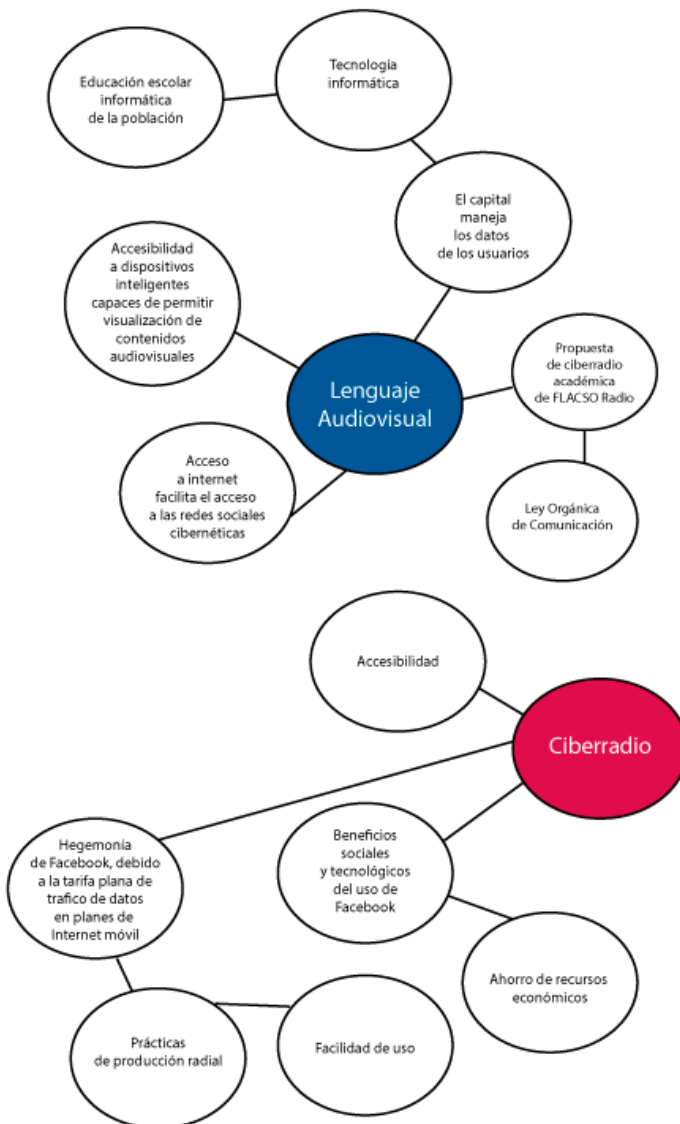 Tecnología
informática
Educación escolar
informática
de la población
El capital
maneja
los datos
de los usuarios
Accesibilidad
a dispositivos
inteligentes
capaces de permitir
visualización de
contenidos
audiovisuales
Lenguaje
Audiovisual
Propuesta
de ciberradio
académica
de FLACSO Radio
Acceso
a internet
facilita el acceso
a las redes sociales
cibernéticas
Ley Orgánica
de Comunicación
Accesibilidad
Ciberradio
Hegemonía
de Facebook, debido
a la tarifa plana de
trafico de datos
en planes de
Internet móvil
Beneficios
sociales
y tecnológicos
del uso de
Facebook
Ahorro de recursos
económicos
Prácticas
de producción radial
Facilidad de uso